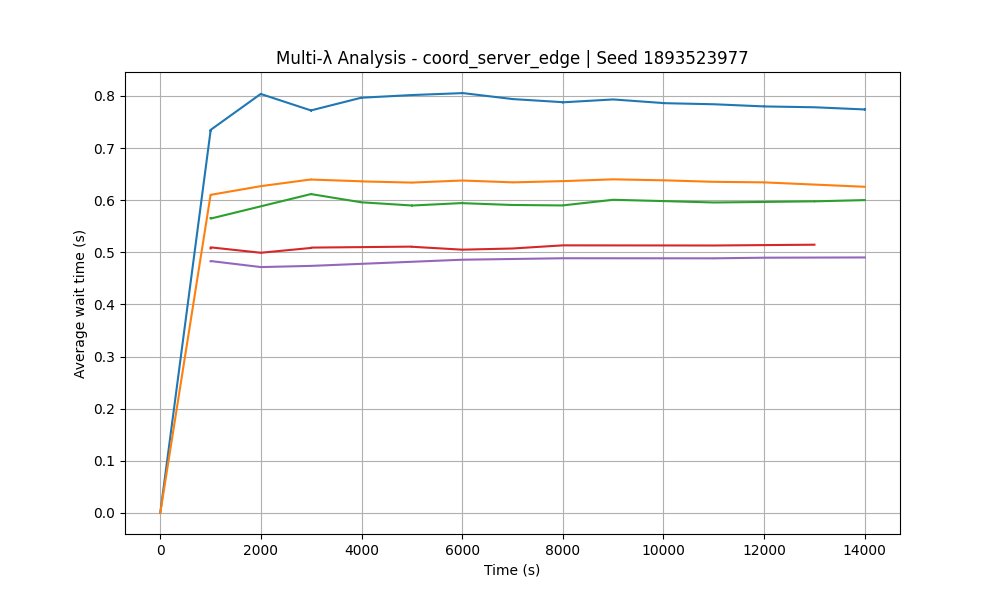 Multi-λ Analysis - coord_server_edge | Seed 1893523977
Average wait time (s)
0.8
0.7
0.6
0.5
0.4
0.3
0.2
0.1
0.0
0 2000 4000 6000 8000 10000 12000 14000
Time (s)